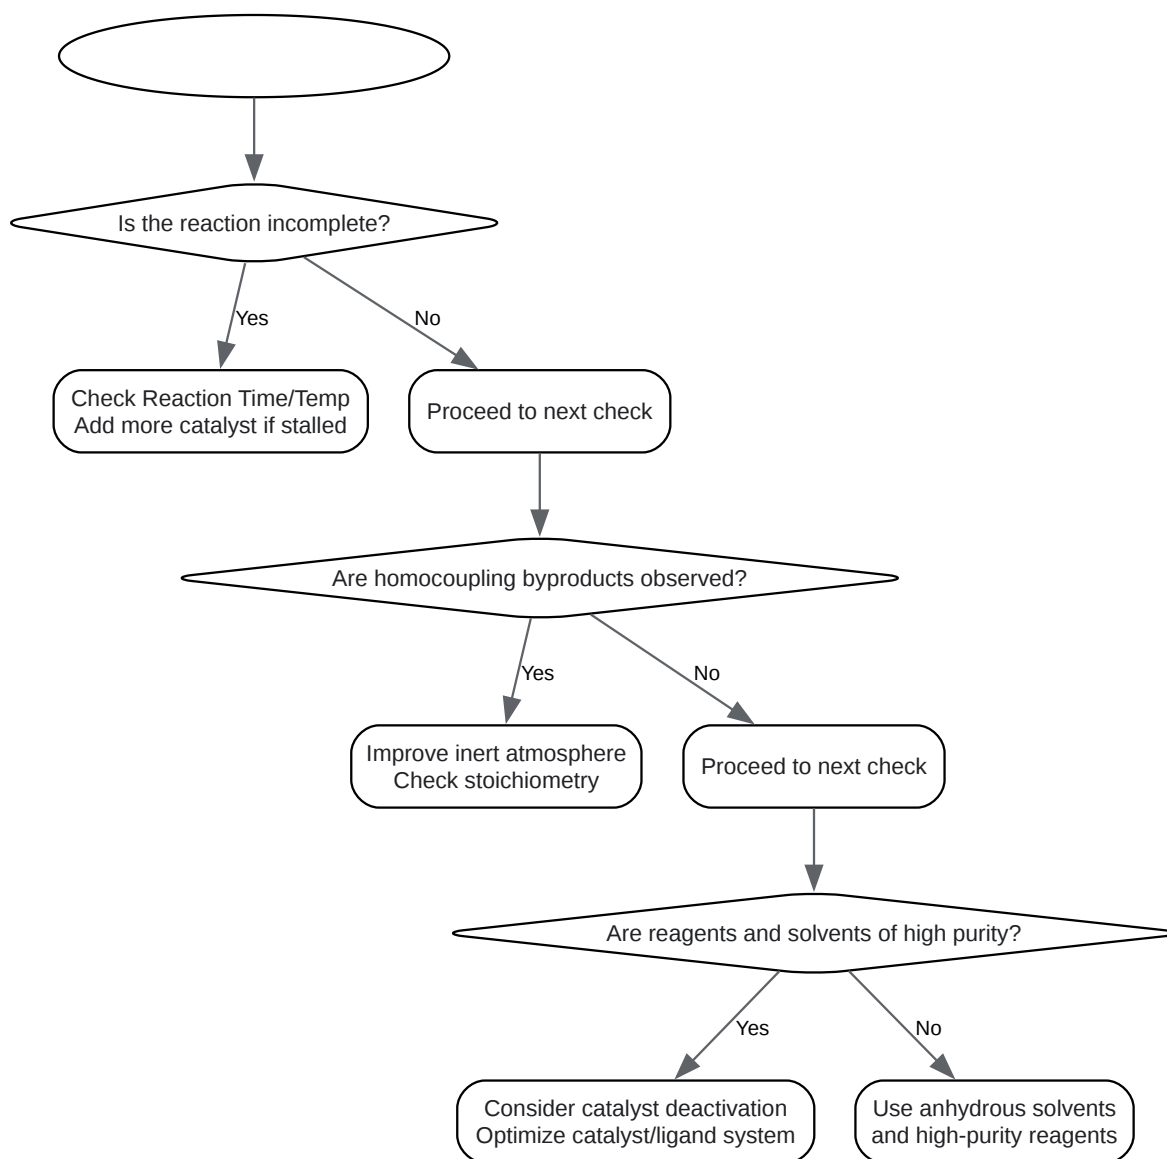 Is the reaction incomplete?
Yes
No
Check Reaction Time/Temp
Add more catalyst if stalled
Proceed to next check
Are homocoupling byproducts observed?
Yes
No
Improve inert atmosphere
Check stoichiometry
Proceed to next check
Are reagents and solvents of high purity?
Yes
No
Consider catalyst deactivation
Optimize catalyst/ligand system
Use anhydrous solvents
and high-purity reagents